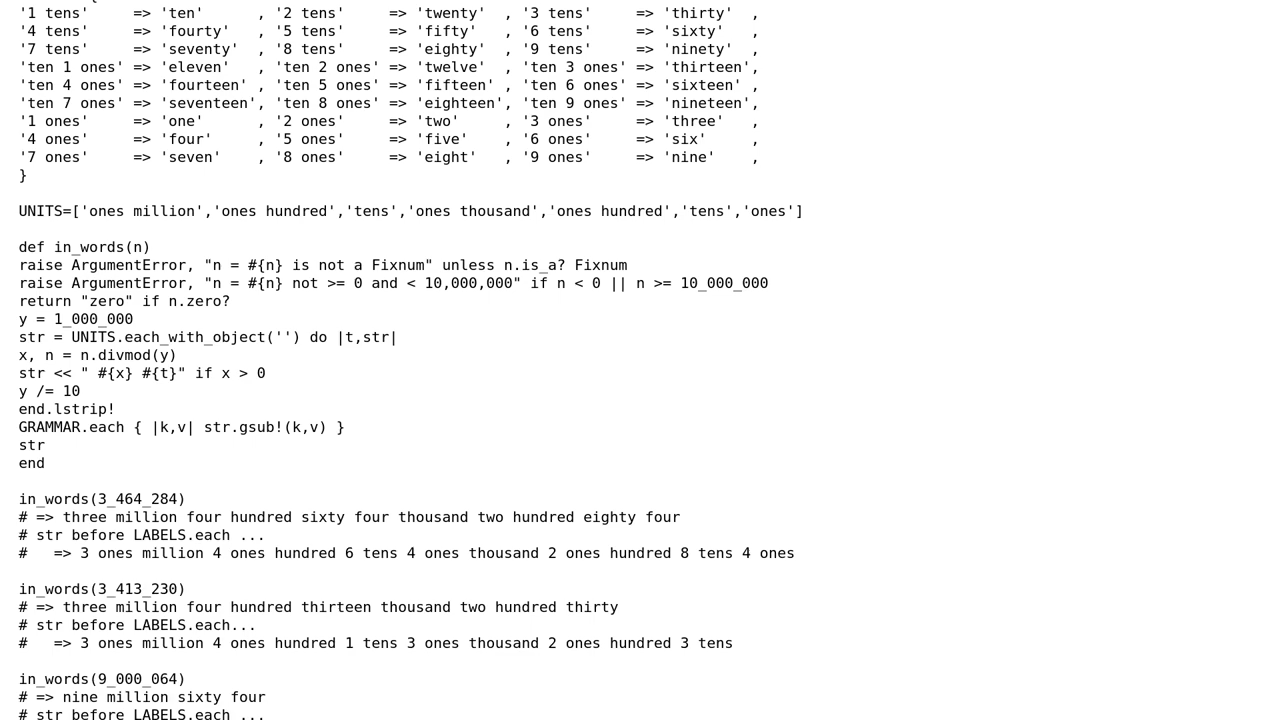 '1 tens'     => 'ten'      , '2 tens'     => 'twenty'  , '3 tens'     => 'thirty'  ,
'4 tens'     => 'fourty'   , '5 tens'     => 'fifty'   , '6 tens'     => 'sixty'   ,
'7 tens'     => 'seventy'  , '8 tens'     => 'eighty'  , '9 tens'     => 'ninety'  ,
'ten 1 ones' => 'eleven'   , 'ten 2 ones' => 'twelve'  , 'ten 3 ones' => 'thirteen',
'ten 4 ones' => 'fourteen' , 'ten 5 ones' => 'fifteen' , 'ten 6 ones' => 'sixteen' ,
'ten 7 ones' => 'seventeen', 'ten 8 ones' => 'eighteen', 'ten 9 ones' => 'nineteen',
'1 ones'     => 'one'      , '2 ones'     => 'two'     , '3 ones'     => 'three'   ,
'4 ones'     => 'four'     , '5 ones'     => 'five'    , '6 ones'     => 'six'     ,
'7 ones'     => 'seven'    , '8 ones'     => 'eight'   , '9 ones'     => 'nine'    ,
}

UNITS=['ones million','ones hundred','tens','ones thousand','ones hundred','tens','ones']

def in_words(n)
raise ArgumentError, "n = #{n} is not a Fixnum" unless n.is_a? Fixnum
raise ArgumentError, "n = #{n} not >= 0 and < 10,000,000" if n < 0 || n >= 10_000_000
return "zero" if n.zero?
y = 1_000_000
str = UNITS.each_with_object('') do |t,str|
x, n = n.divmod(y)
str << " #{x} #{t}" if x > 0
y /= 10
end.lstrip!
GRAMMAR.each { |k,v| str.gsub!(k,v) }
str
end

in_words(3_464_284)
# => three million four hundred sixty four thousand two hundred eighty four
# str before LABELS.each ...
#   => 3 ones million 4 ones hundred 6 tens 4 ones thousand 2 ones hundred 8 tens 4 ones

in_words(3_413_230)
# => three million four hundred thirteen thousand two hundred thirty
# str before LABELS.each...
#   => 3 ones million 4 ones hundred 1 tens 3 ones thousand 2 ones hundred 3 tens

in_words(9_000_064)
# => nine million sixty four
# str before LABELS.each ...